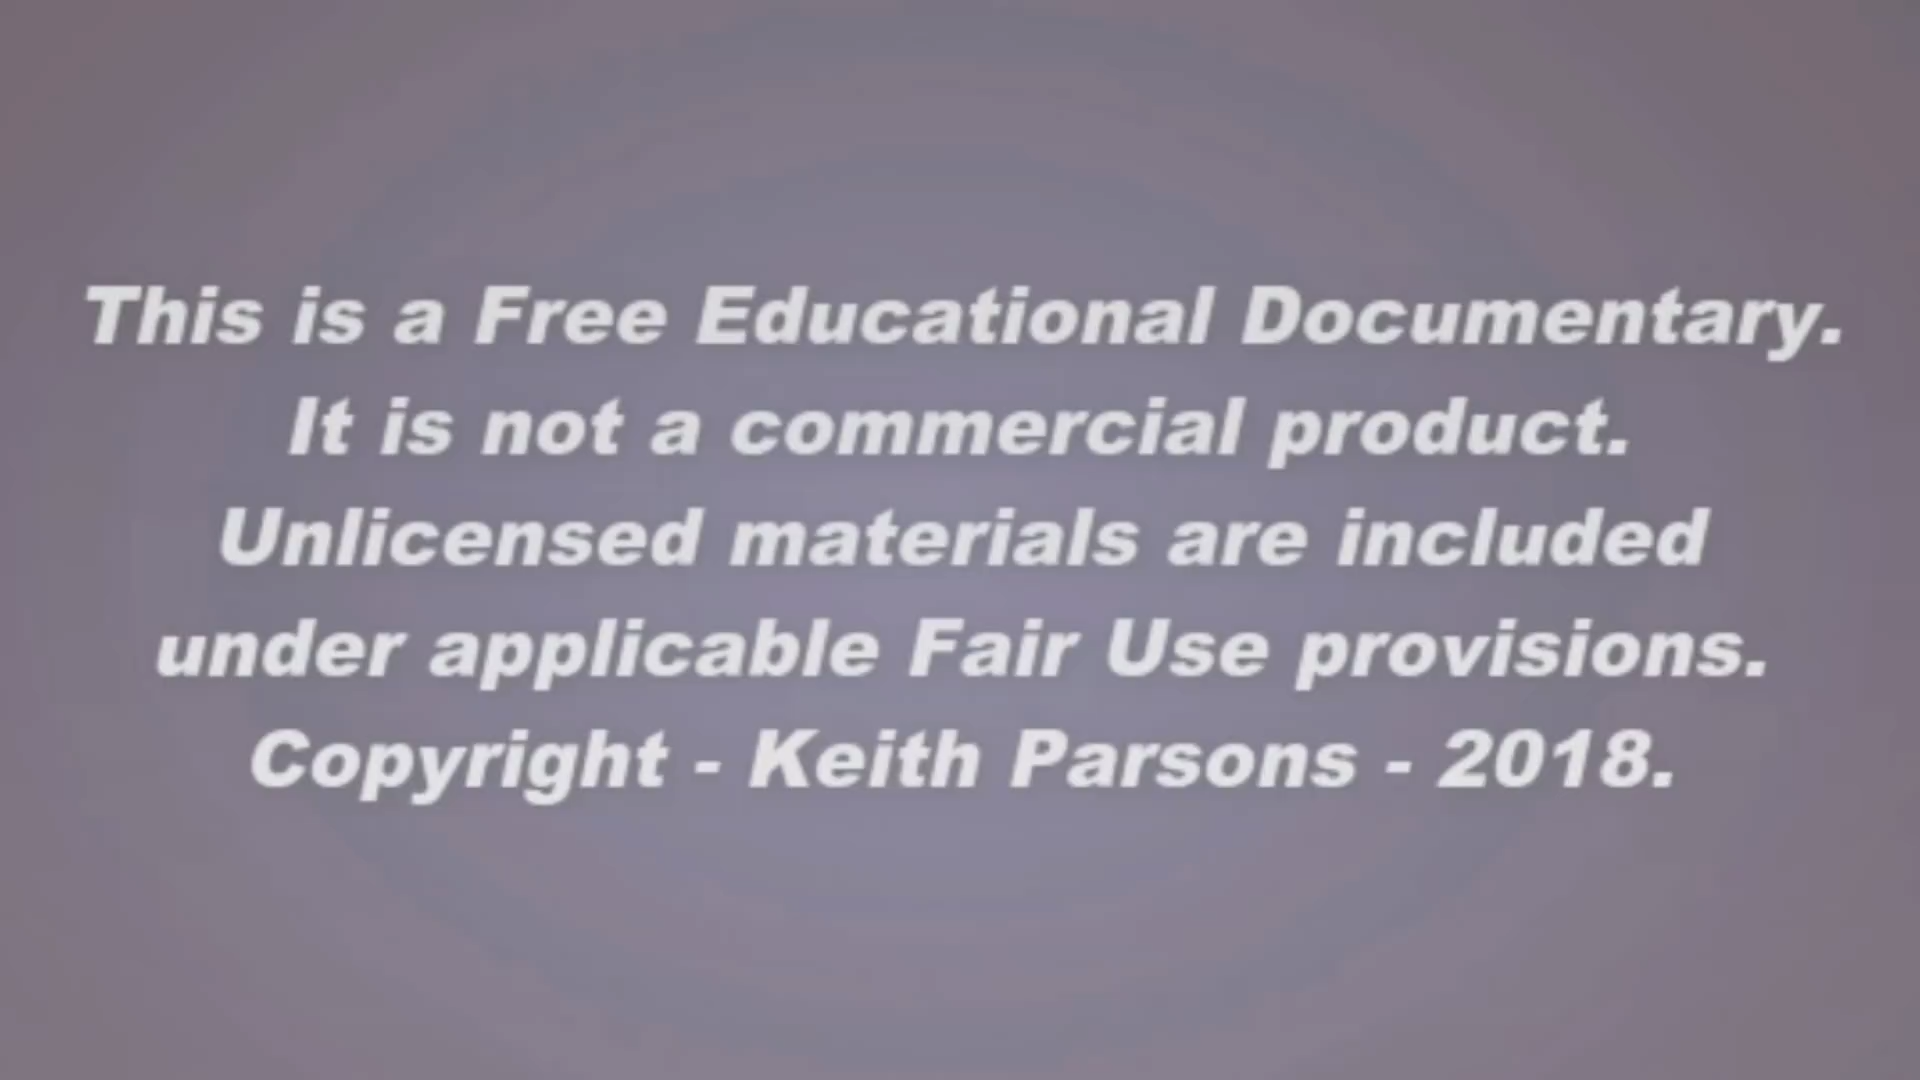 This is a Free Educational Documentary.
It is not a commercial product.
Unlicensed materials are included
under applicable Fair Use provisions.
Copyright - Keith Parsons - 2018.